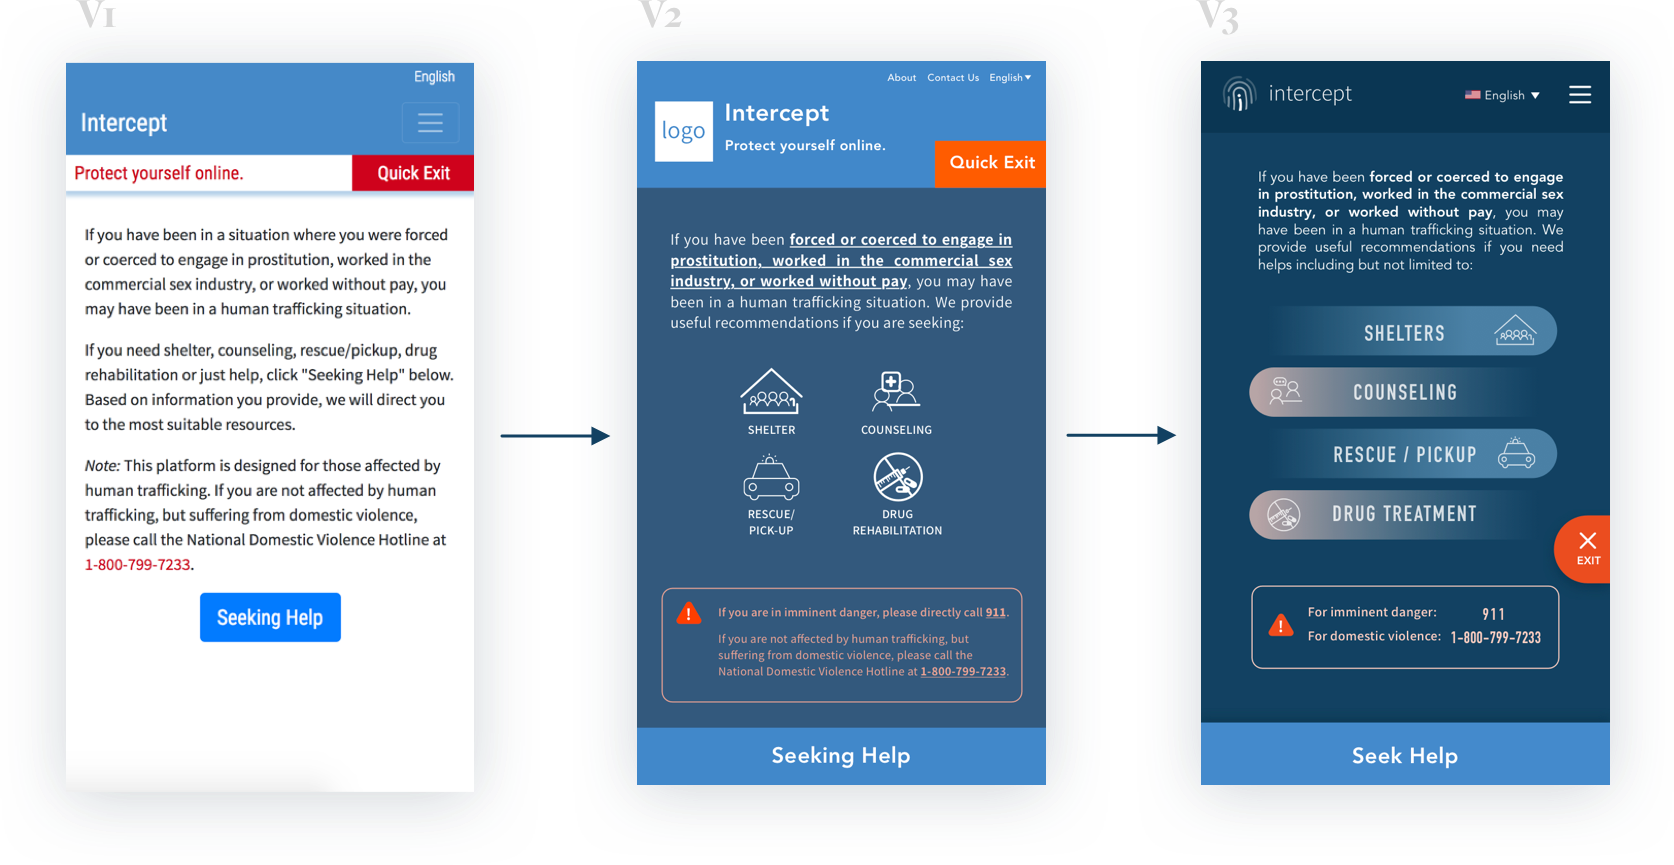 V1
English
Intercept
Protect yourself online.
Quick Exit
If you have been in a situation where you were forced
or coerced to engage in prostitution, worked in the
commercial sex industry, or worked without pay, you
may have been in a human trafficking situation.
If you need shelter, counseling, rescue/pickup, drug
rehabilitation or just help, click "Seeking Help" below.
Based on information you provide, we will direct you
to the most suitable resources.
Note: This platform is designed for those affected by
human trafficking. If you are not affected by human
trafficking, but suffering from domestic violence,
please call the National Domestic Violence Hotline at
1-800-799-7233.
Seeking Help
V2
About Contact Us English
logo
Intercept
Protect yourself online.
Quick Exit
If you have been forced or coerced to engage in
prostitution, worked in the commercial sex
industry, or worked without pay, you may have
been in a human trafficking situation. We provide
useful recommendations if you are seeking:
SHELTER
COUNSELING
RESCUE/
PICK-UP
DRUG
REHABILITATION
If you are in imminent danger, please directly call 911.
If you are not affected by human trafficking, but
suffering from domestic violence, please call the
National Domestic Violence Hotline at 1-800-799-7233.
Seeking Help
V3
intercept
English
If you have been forced or coerced to engage
in prostitution, worked in the commercial sex
industry, or worked without pay, you may
have been in a human trafficking situation. We
provide useful recommendations if you need
helps including but not limited to:
SHELTERS
COUNSELING
RESCUE / PICKUP
DRUG TREATMENT
EXIT
For imminent danger: 911
For domestic violence: 1-800-799-7233
Seek Help